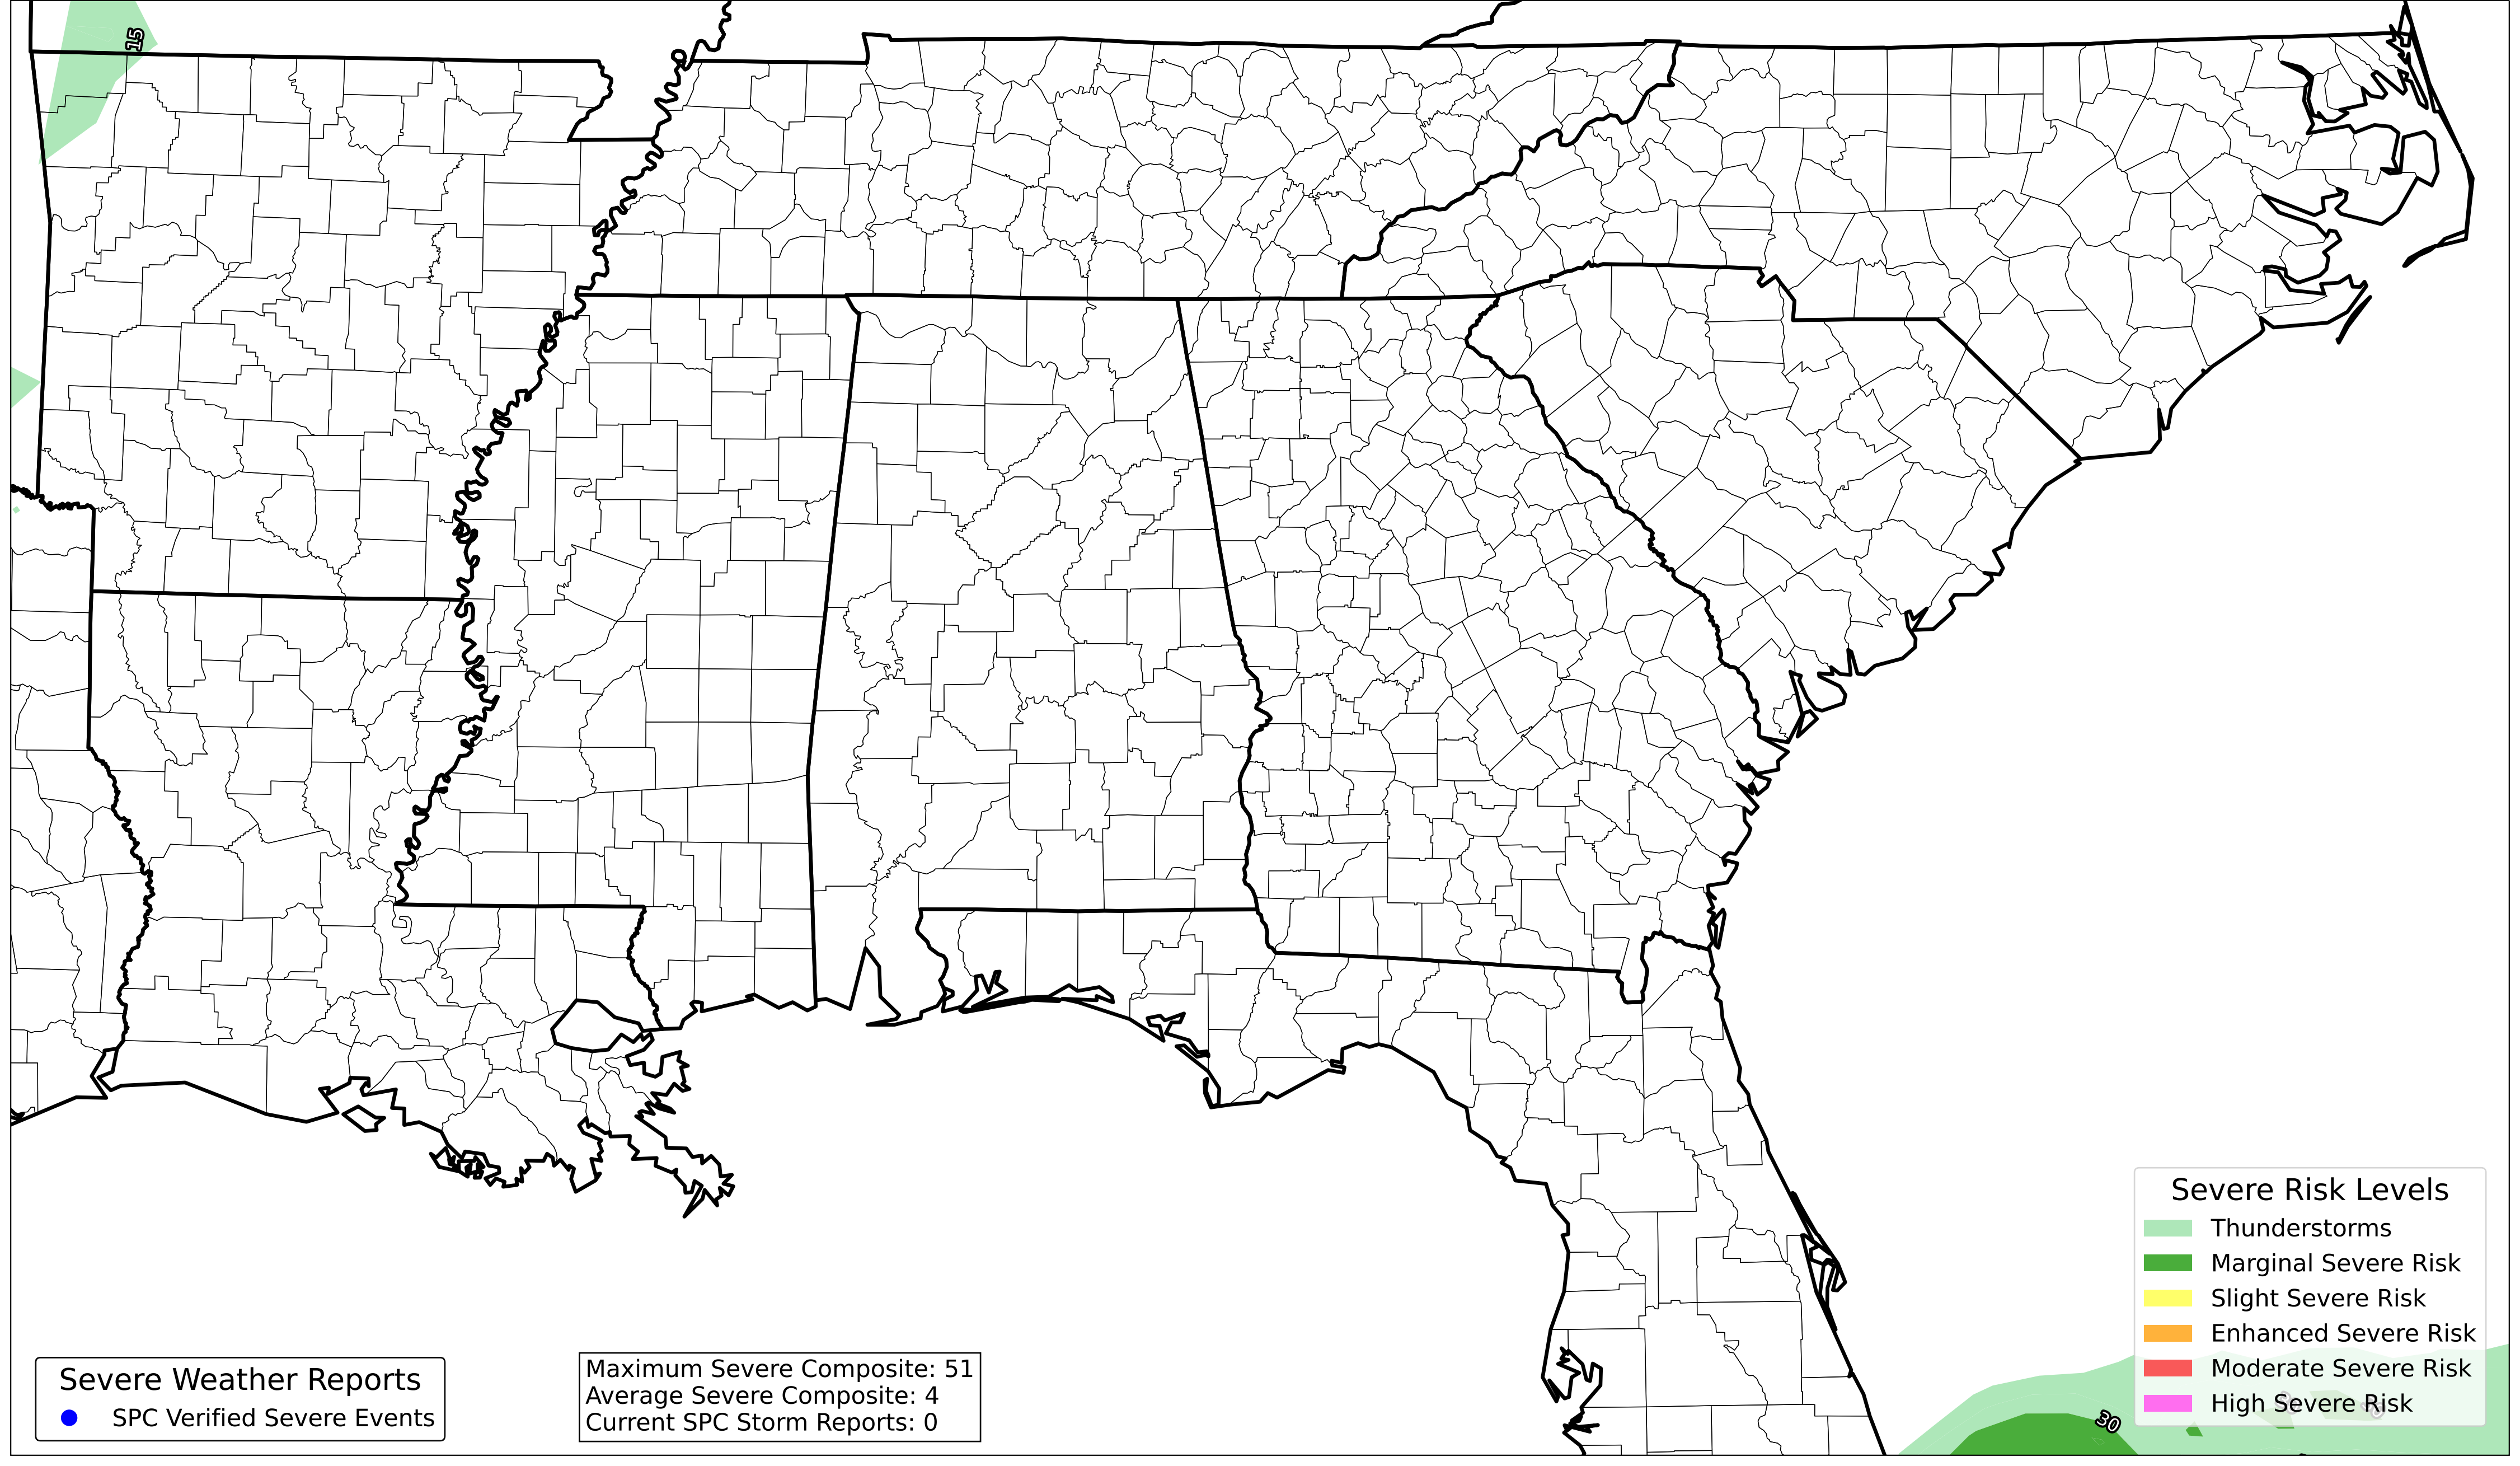 15
Severe Risk Levels
Thunderstorms
Marginal Severe Risk
Slight Severe Risk
Enhanced Severe Risk
Moderate Severe Risk
High Severe Risk
30
Severe Weather Reports
SPC Verified Severe Events
Maximum Severe Composite: 51
Average Severe Composite: 4
Current SPC Storm Reports: 0